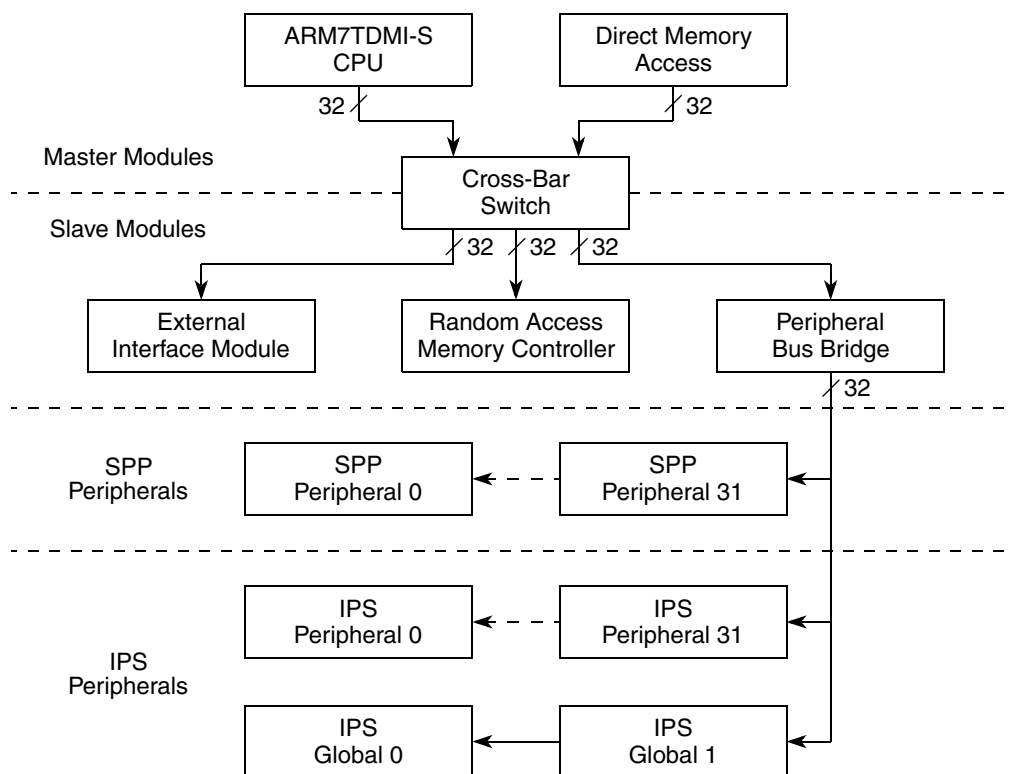 ARM7TDMI-S
CPU
Direct Memory
Access
32
32
Master Modules
Cross-Bar
Switch
Slave Modules
32
32
32
External
Interface Module
Random Access
Memory Controller
Peripheral
Bus Bridge
32
SPP
Peripherals
SPP
Peripheral 0
SPP
Peripheral 31
IPS
Peripherals
IPS
Peripheral 0
IPS
Peripheral 31
IPS
Global 0
IPS
Global 1